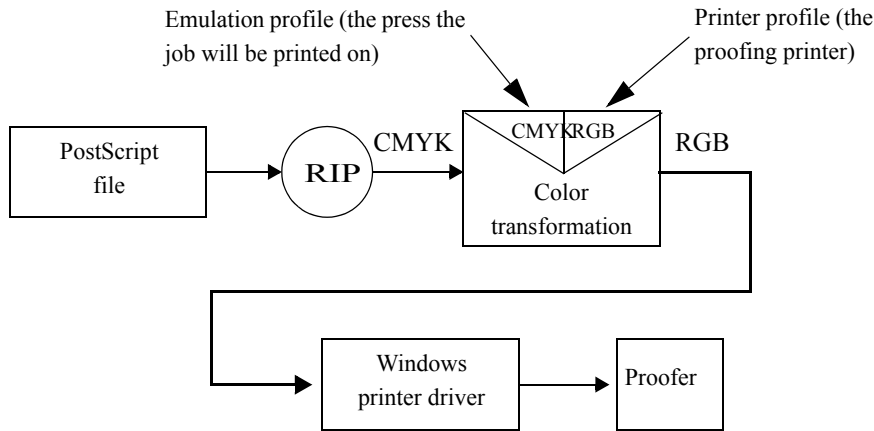 Emulation profile (the press the
job will be printed on)
Printer profile (the
proofing printer)
PostScript
file
RIP
CMYK
CMYK
RGB
Color
transformation
RGB
Windows
printer driver
Proofer